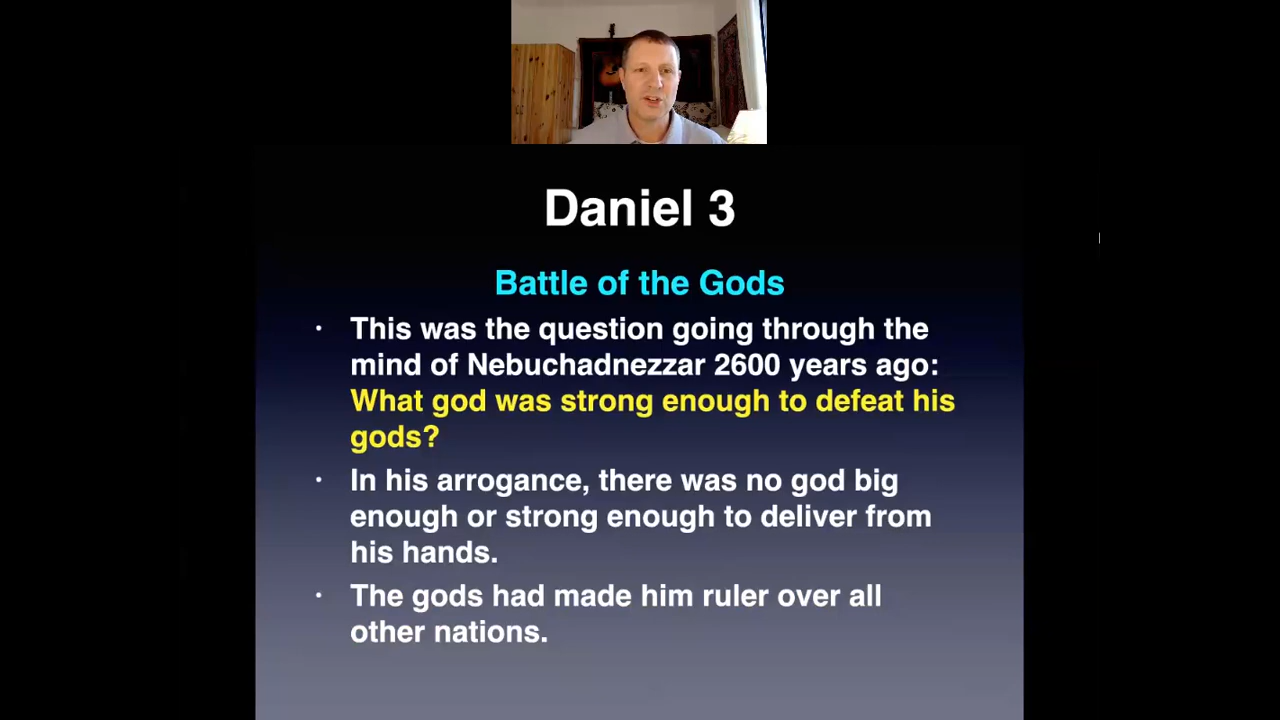 Daniel 3
Battle of the Gods
• This was the question going through the
mind of Nebuchadnezzar 2600 years ago:
What god was strong enough to defeat his
gods?
• In his arrogance, there was no god big
enough or strong enough to deliver from
his hands.
• The gods had made him ruler over all
other nations.